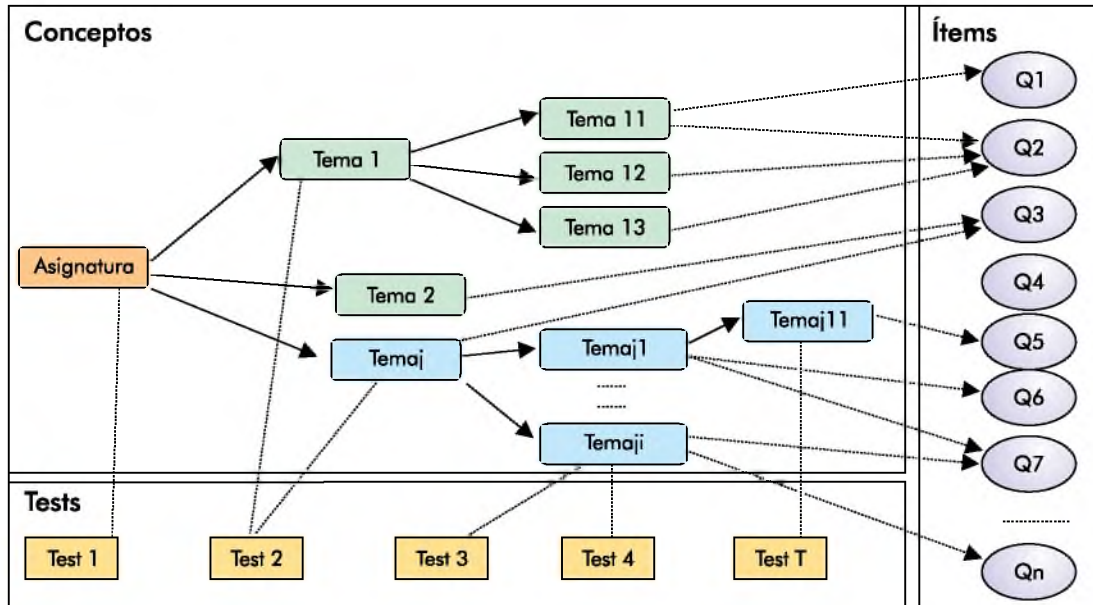 Conceptos
Ítems
Q1
Tema 11
Q2
Tema 1
Tema 12
Q3
Tema 13
Asignatura
Q4
Tema 2
Temaj11
Q5
Temaj
Temaj1
Q6
Temaji
Q7
Tests
Test 1
Test 2
Test 3
Test 4
Test T
Qn